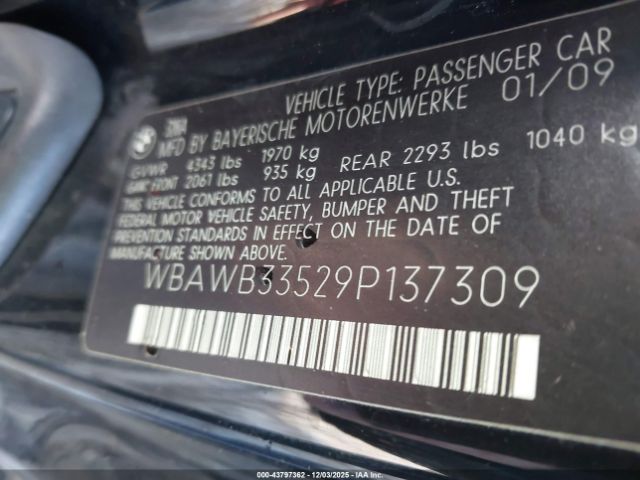 VEHICLE TYPE: PASSENGER CAR
MFD BY BAYERISCHE MOTORENWERKE 01/09
GVWR 4343 lbs 1970 kg
GAWR FRONT 2061 lbs 935 kg REAR 2293 lbs 1040 kg
THIS VEHICLE CONFORMS TO ALL APPLICABLE U.S.
FEDERAL MOTOR VEHICLE SAFETY, BUMPER AND THEFT
PREVENTION STANDARDS IN EFFECT ON THE DATE OF
MANUFACTURE SHOWN ABOVE.
WBAWB33529P137309
000-43797362 - 12/03/2025 - IAAI.COM